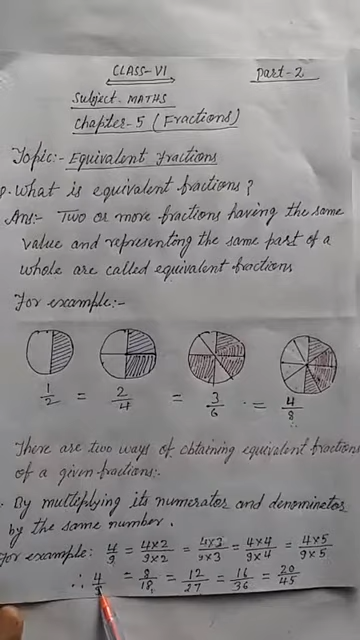 CLASS-VI
Part-2
Subject- MATHS
Chapter-5 (Fractions)
Topic:- Equivalent Fractions
What is equivalent fractions?
Ans:- Two or more fractions having the same
value and representing the same part of a
whole are called equivalent fractions
For example:-
1/2 = 2/4 = 3/6 = 4/8
There are two ways of obtaining equivalent fractions
of a given fractions:-
By multiplying its numerator and denominator
by the same number.
For example: 4/9 = 4×2/9×2 = 4×3/9×3 = 4×4/9×4 = 4×5/9×5
∴ 4/9 = 8/18 = 12/27 = 16/36 = 20/45